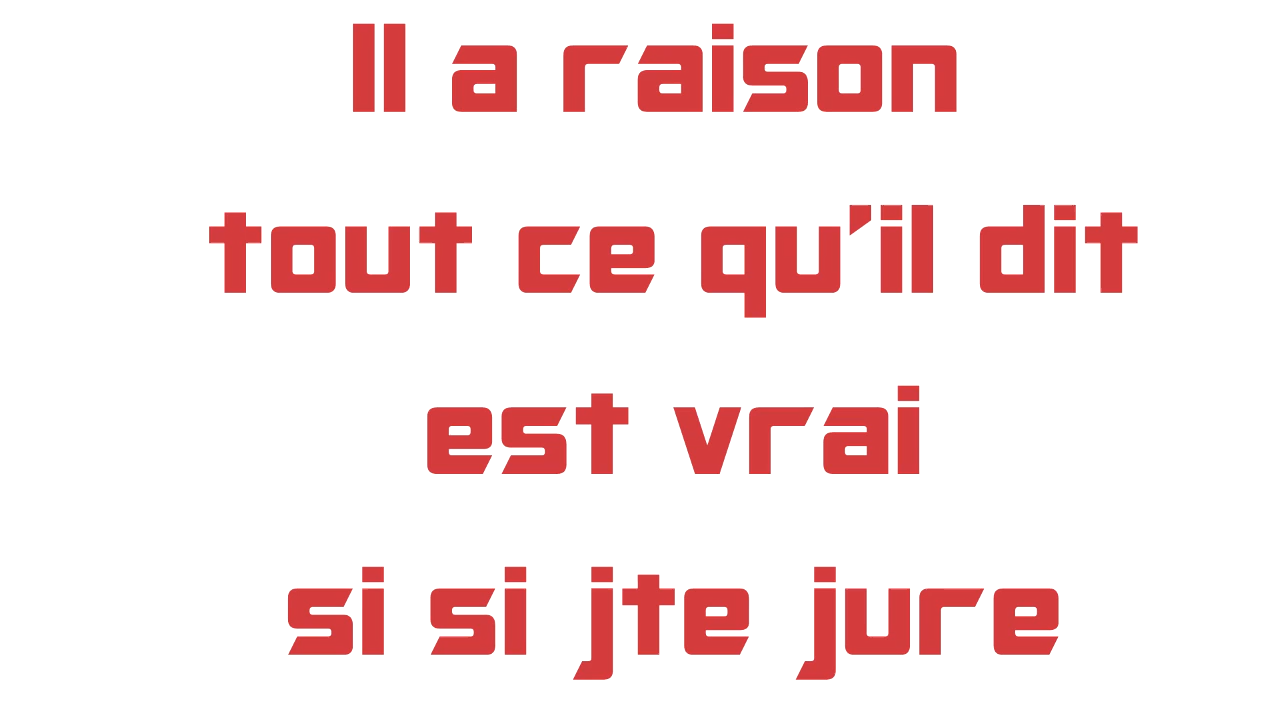 Il a raison
tout ce qu'il dit
est vrai
si si jte jure